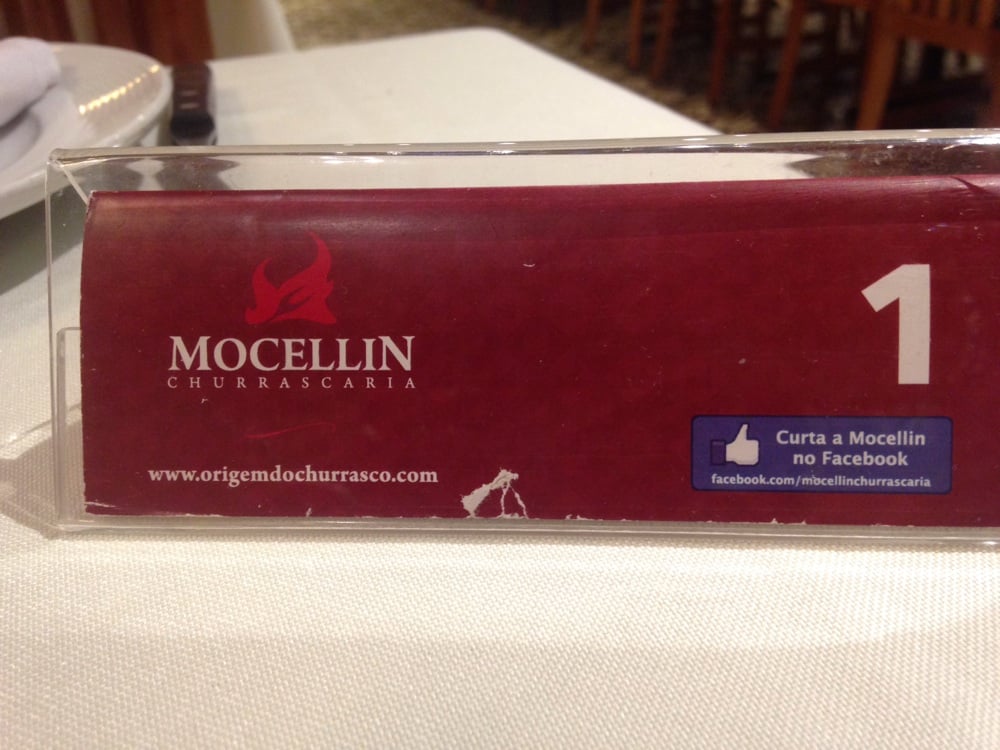 MOCELLIN
CHURRASCARIA
www.origemdochurrasco.com
1
Curta a Mocellin
no Facebook
facebook.com/mocellinchurrascaria